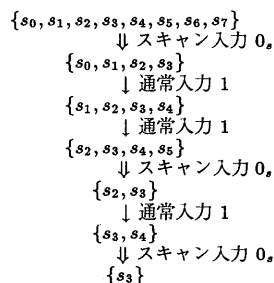 {s₀, s₁, s₂, s₃, s₄, s₅, s₆, s₇}
⇓ スキャン入力 0ₛ
{s₀, s₁, s₂, s₃}
↓ 通常入力 1
{s₁, s₂, s₃, s₄}
↓ 通常入力 1
{s₂, s₃, s₄, s₅}
⇓ スキャン入力 0ₛ
{s₂, s₃}
↓ 通常入力 1
{s₃, s₄}
⇓ スキャン入力 0ₛ
{s₃}